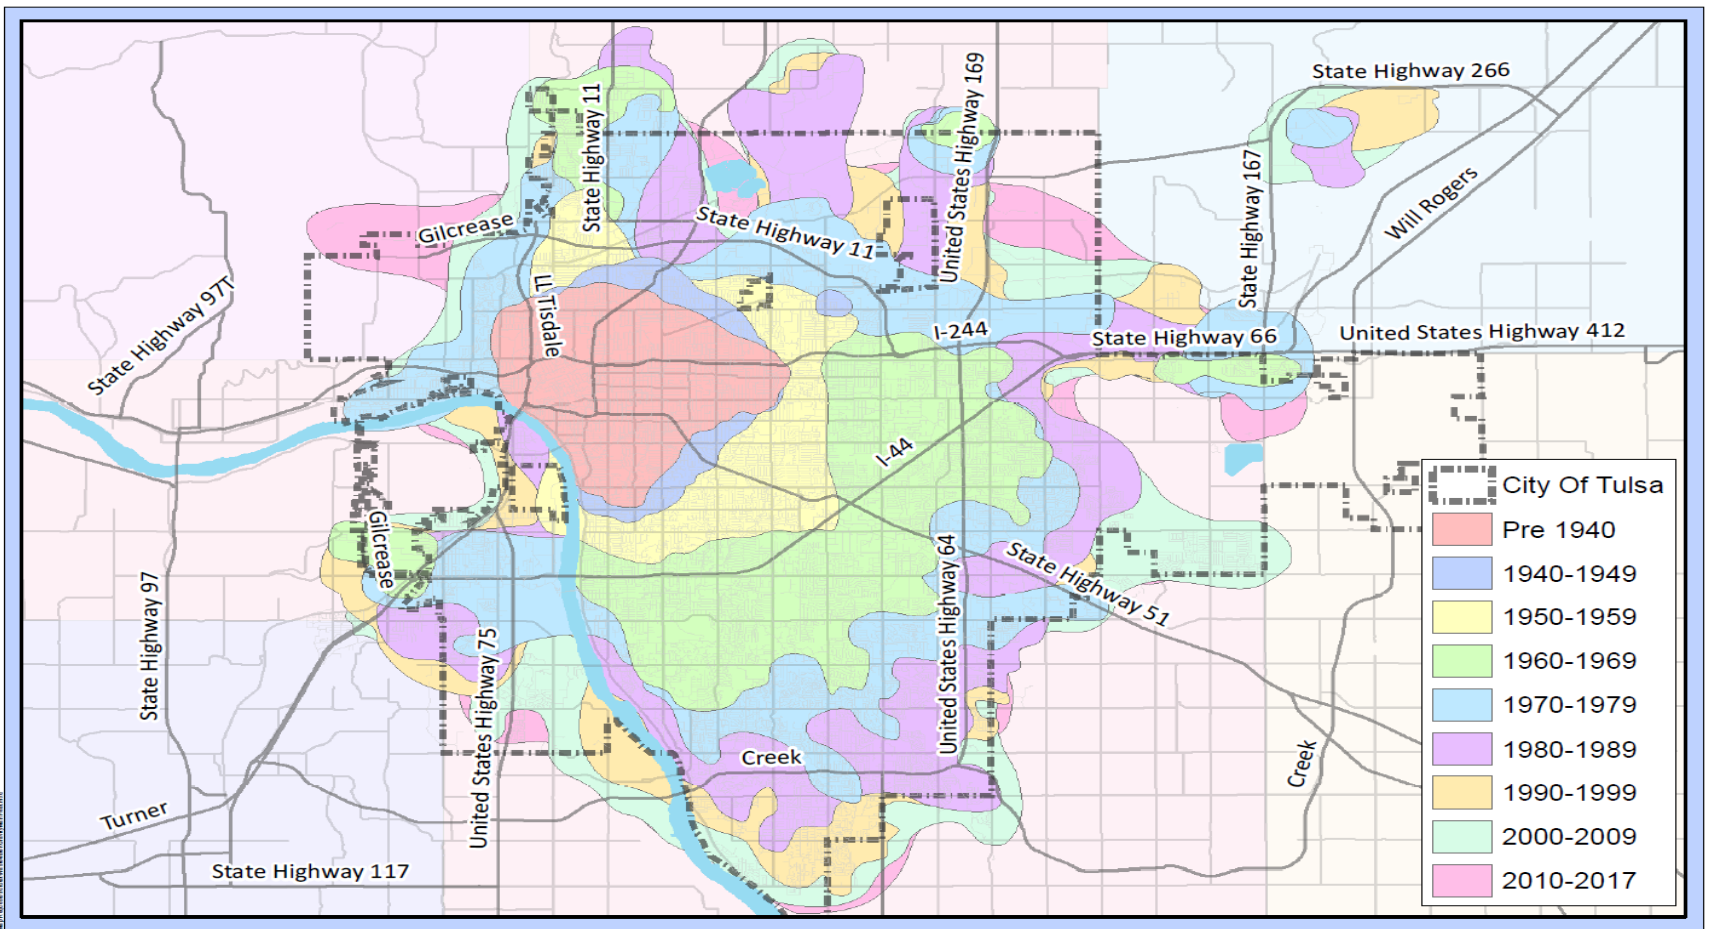 State Highway 266
United States Highway 169
State Highway 11
State Highway 167
Will Rogers
Gilcrease
State Highway 11
State Highway 97T
LL Tisdale
I-244
State Highway 66
United States Highway 412
I-44
Gilcrease
State Highway 51
United States Highway 64
State Highway 97
United States Highway 75
Creek
Creek
Turner
State Highway 117
City Of Tulsa
Pre 1940
1940-1949
1950-1959
1960-1969
1970-1979
1980-1989
1990-1999
2000-2009
2010-2017